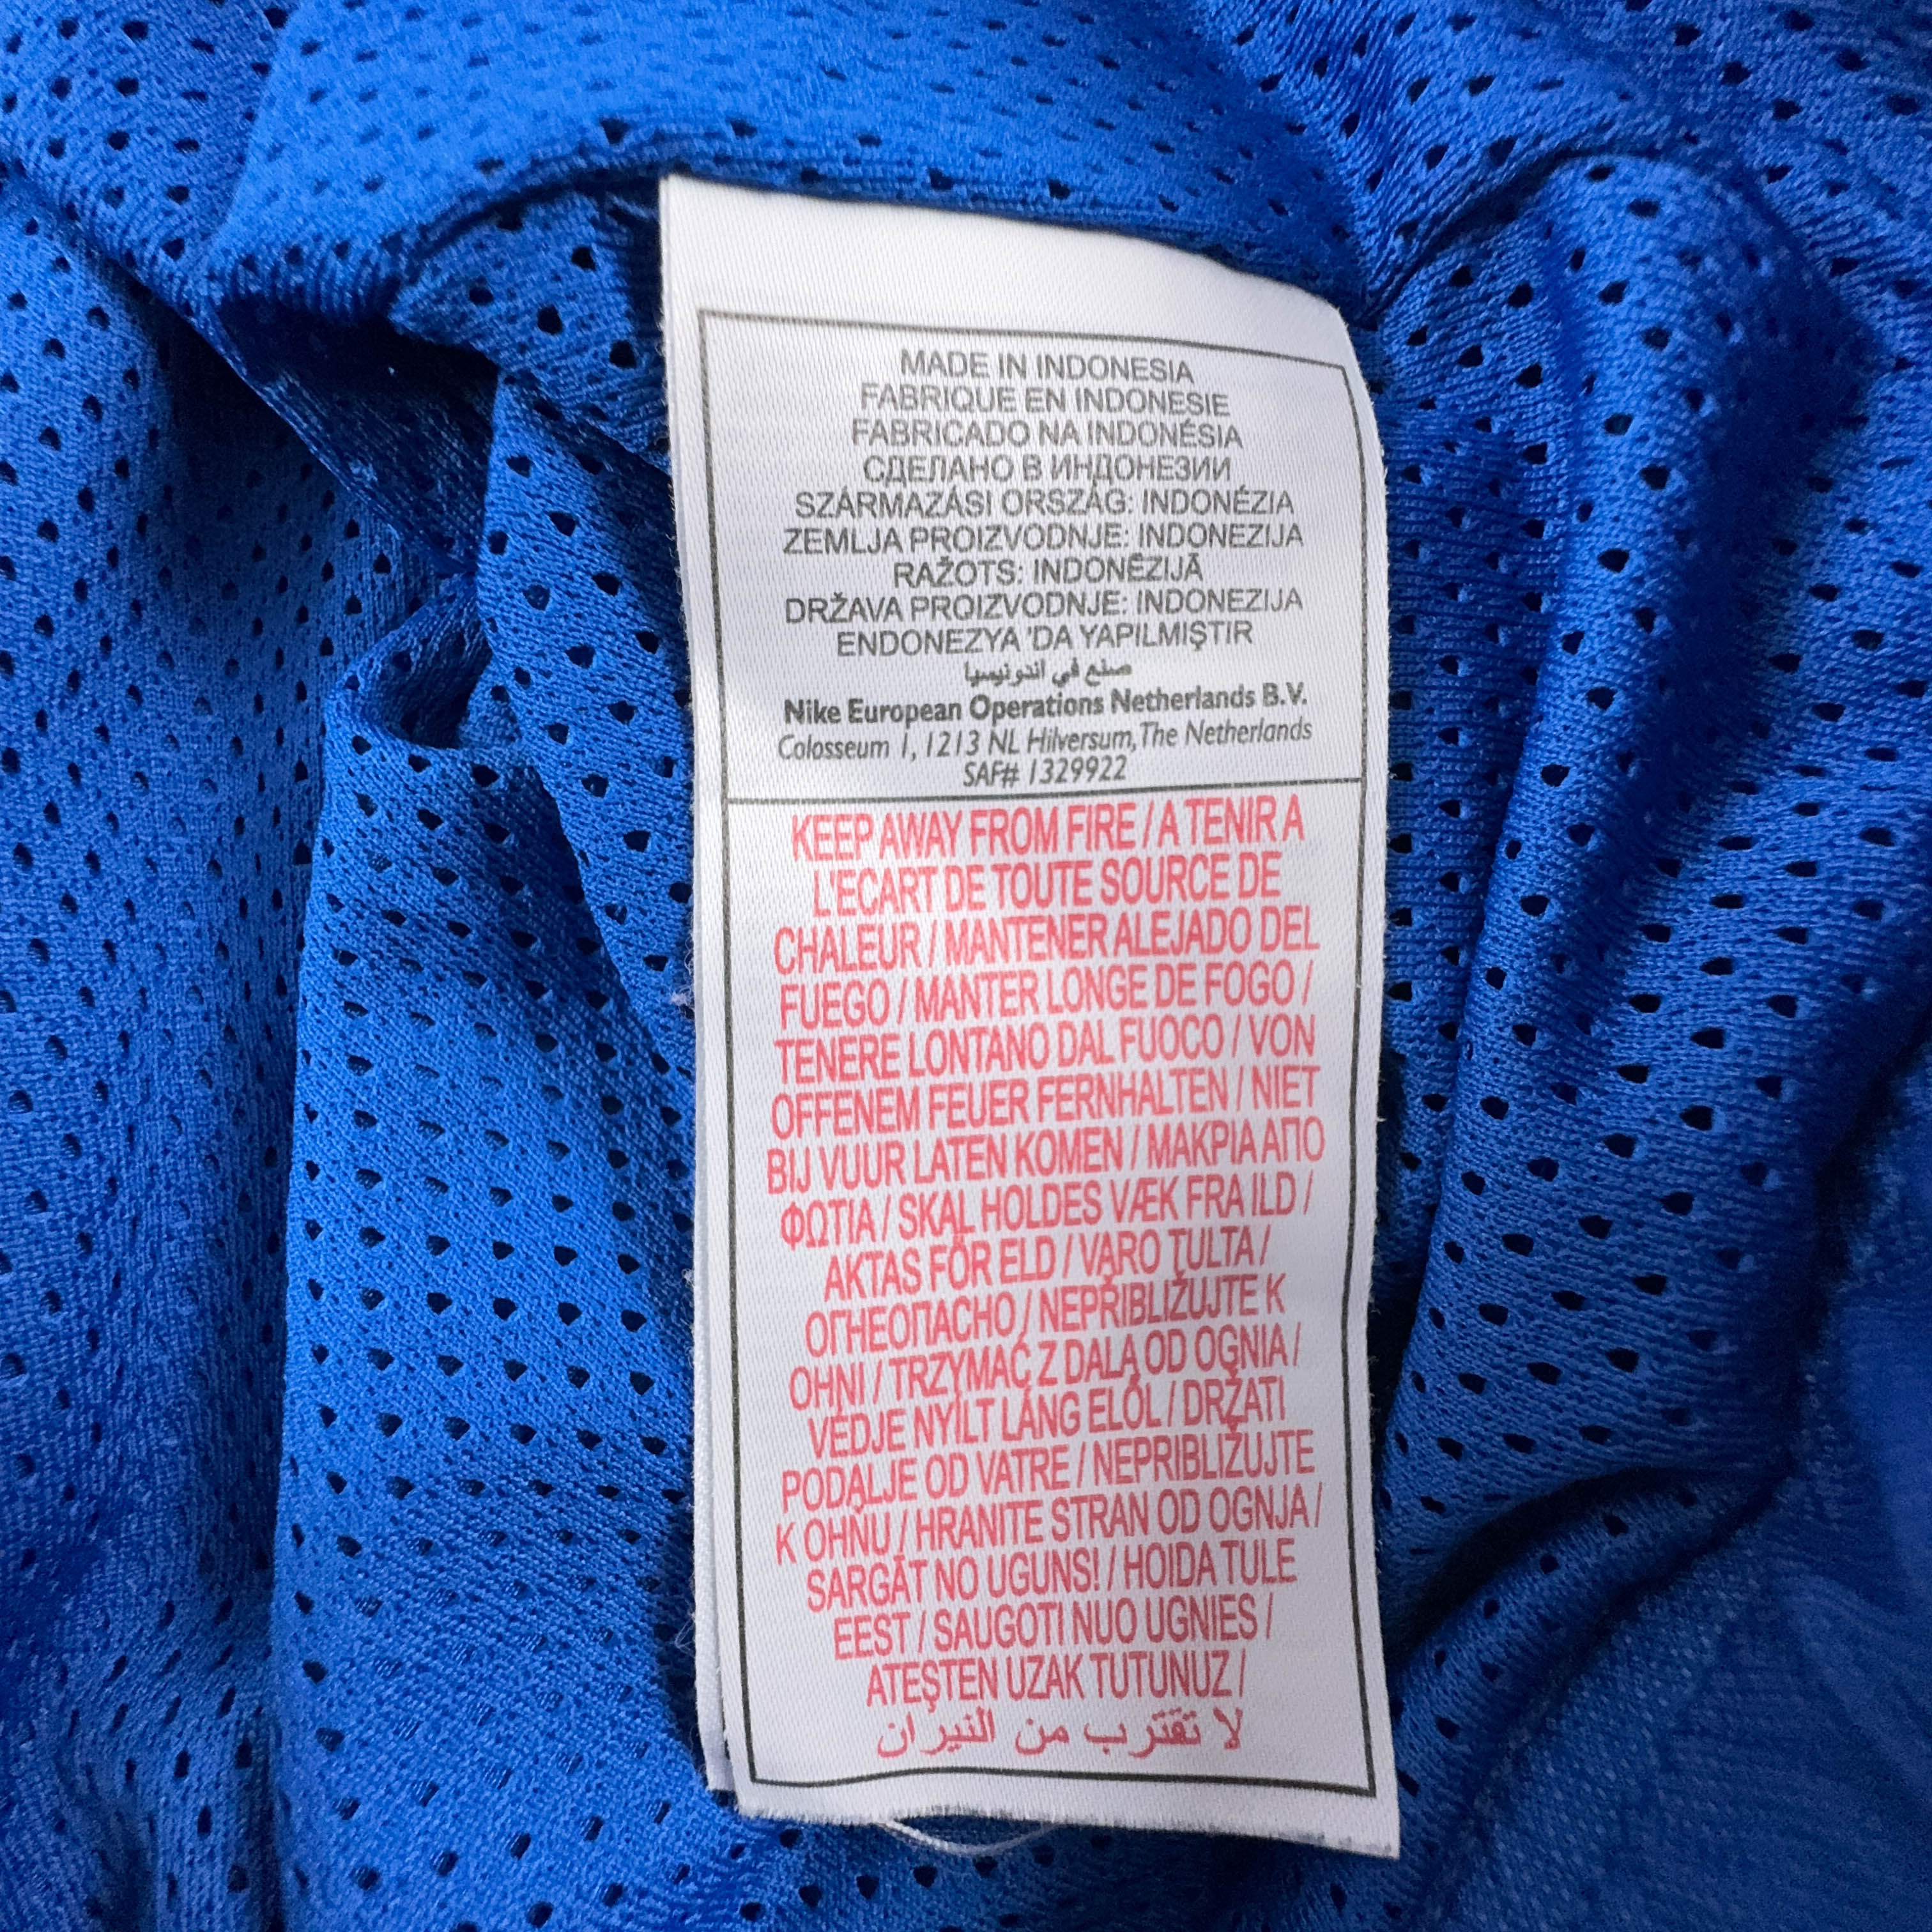 MADE IN INDONESIA
FABRIQUE EN INDONESIE
FABRICADO NA INDONÉSIA
СДЕЛАНО В ИНДОНЕЗИИ
SZÁRMAZÁSI ORSZÁG: INDONÉZIA
ZEMLJA PROIZVODNJE: INDONEZIJA
RAŽOTS: INDONĒZIJĀ
DRŽAVA PROIZVODNJE: INDONEZIJA
ENDONEZYA 'DA YAPILMIŞTIR
صنع في اندونيسيا
Nike European Operations Netherlands B.V.
Colosseum 1, 1213 NL Hilversum, The Netherlands
SAF# 1329922
KEEP AWAY FROM FIRE / A TENIR A
L'ECART DE TOUTE SOURCE DE
CHALEUR / MANTENER ALEJADO DEL
FUEGO / MANTER LONGE DE FOGO /
TENERE LONTANO DAL FUOCO / VON
OFFENEM FEUER FERNHALTEN / NIET
BIJ VUUR LATEN KOMEN / ΜΑΚΡΙΑ ΑΠΟ
ΦΩΤΙΑ / SKAL HOLDES VÆK FRA ILD /
AKTAS FÖR ELD / VARO TULTA /
ОГНЕОПАСНО / NEPŘIBLIŽUJTE K
OHNI / TRZYMAĆ Z DALA OD OGNIA /
VÉDJE NYÍLT LÁNG ELŐL / DRŽATI
PODALJE OD VATRE / NEPRIBLIŽUJTE
K OHŇU / HRANITE STRAN OD OGNJA /
SARGĀT NO UGUNS! / HOIDA TULE
EEST / SAUGOTI NUO UGNIES /
ATEŞTEN UZAK TUTUNUZ /
لا تقترب من النيران